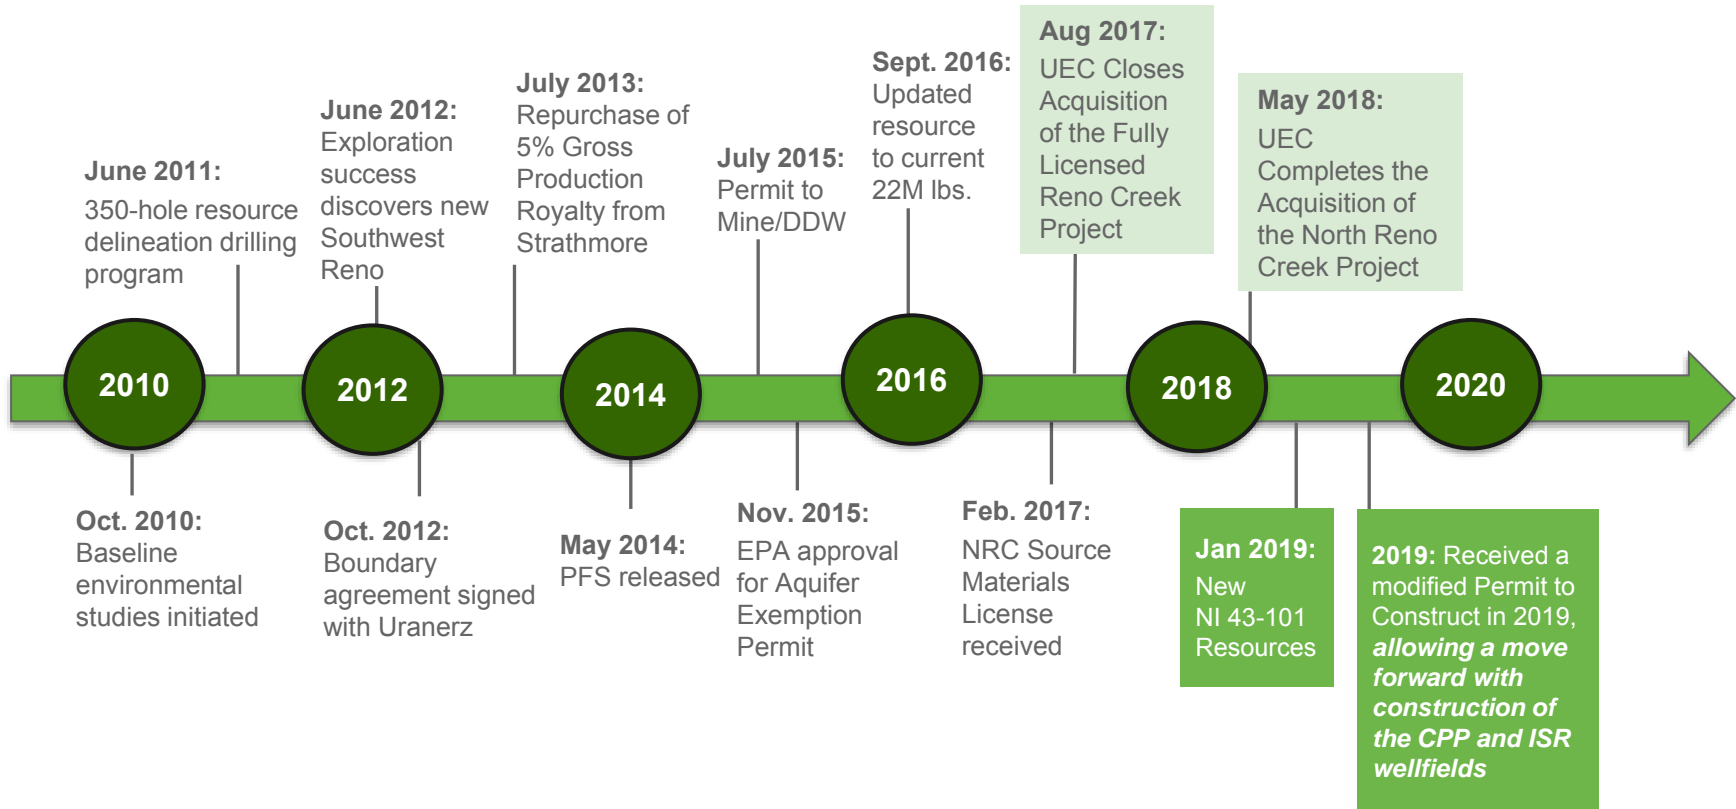 June 2011:
350-hole resource
delineation drilling
program
June 2012:
Exploration
success
discovers new
Southwest
Reno
July 2013:
Repurchase of
5% Gross
Production
Royalty from
Strathmore
July 2015:
Permit to
Mine/DDW
Sept. 2016:
Updated
resource
to current
22M lbs.
Aug 2017:
UEC Closes
Acquisition
of the Fully
Licensed
Reno Creek
Project
May 2018:
UEC
Completes the
Acquisition of
the North Reno
Creek Project
2010
2012
2014
2016
2018
2020
Oct. 2010:
Baseline
environmental
studies initiated
Oct. 2012:
Boundary
agreement signed
with Uranerz
May 2014:
PFS released
Nov. 2015:
EPA approval
for Aquifer
Exemption
Permit
Feb. 2017:
NRC Source
Materials
License
received
Jan 2019:
New
NI 43-101
Resources
2019: Received a
modified Permit to
Construct in 2019,
allowing a move
forward with
construction of
the CPP and ISR
wellfields